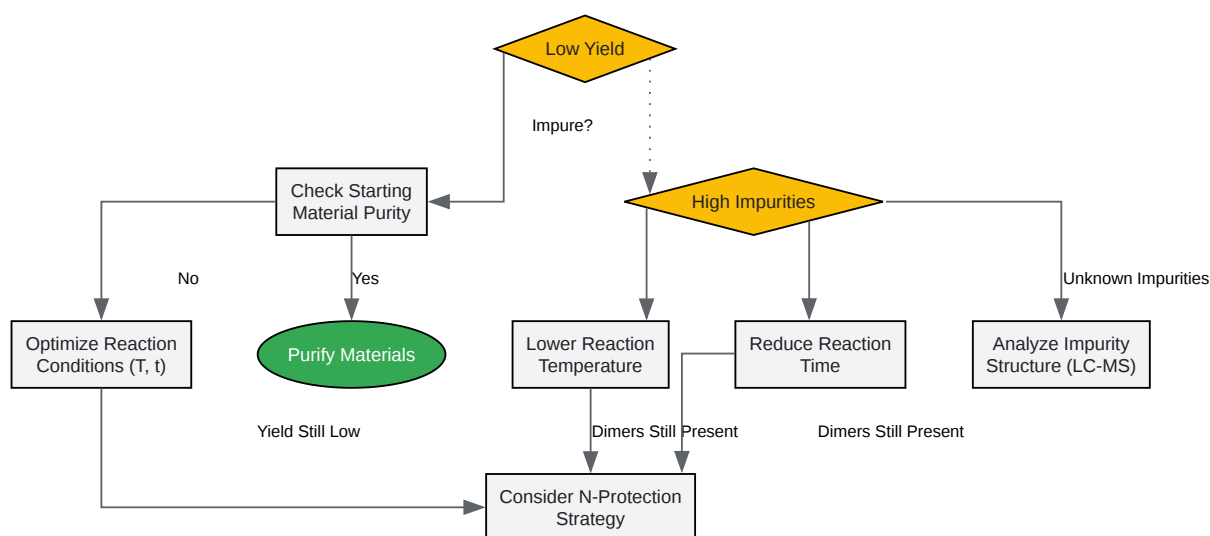 Low Yield
Impure?
Check Starting
Material Purity
High Impurities
No
Yes
Unknown Impurities
Optimize Reaction
Conditions (T, t)
Purify Materials
Lower Reaction
Temperature
Reduce Reaction
Time
Analyze Impurity
Structure (LC-MS)
Yield Still Low
Dimers Still Present
Dimers Still Present
Consider N-Protection
Strategy